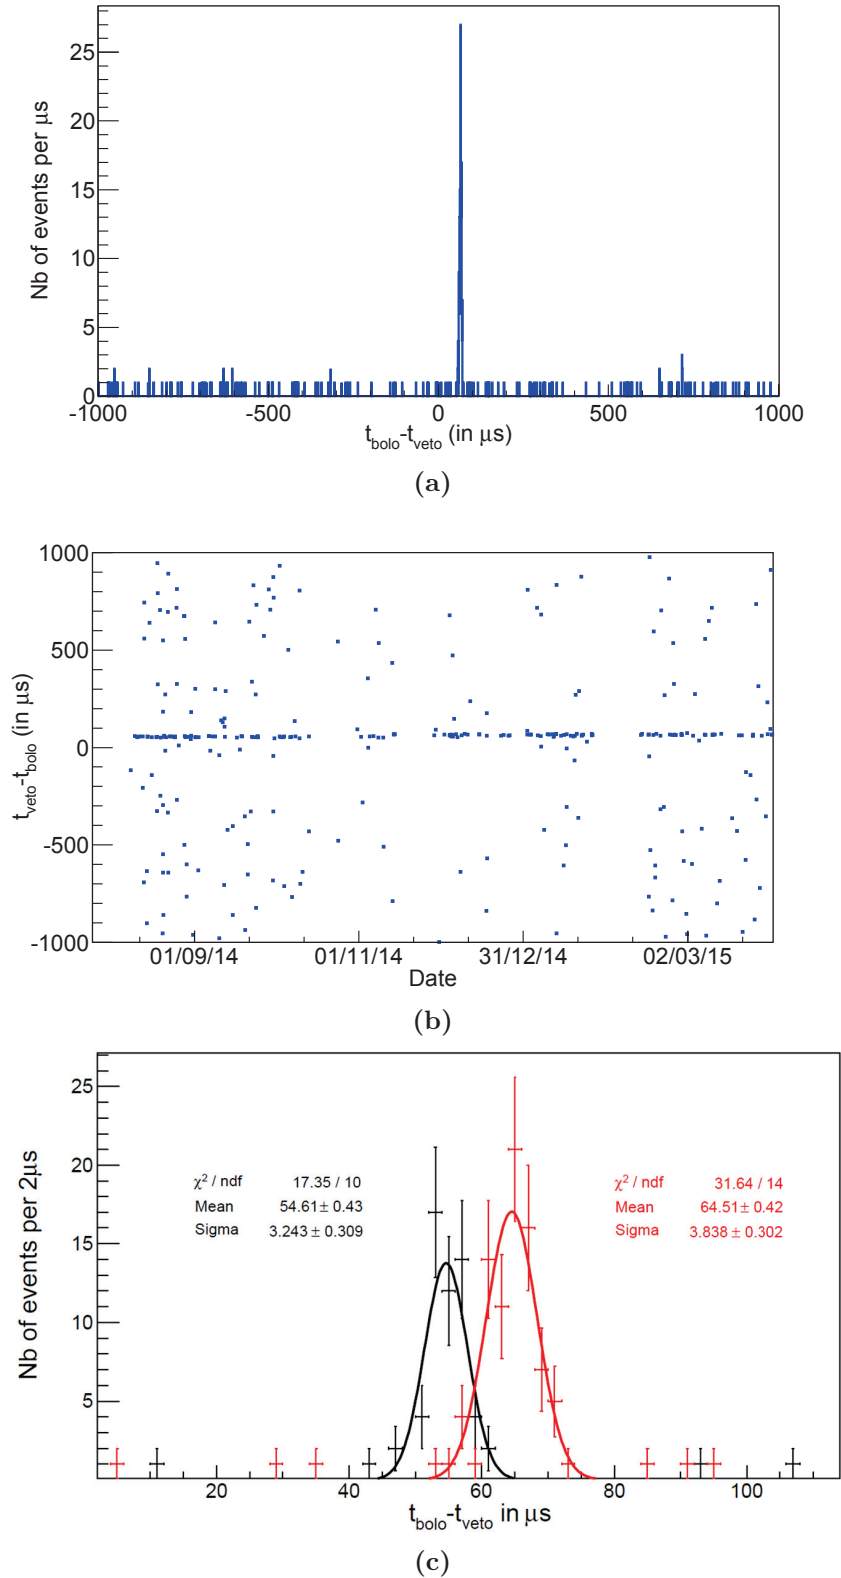 Nb of events per μs
25
20
15
10
5
0
-1000 -500 0 500 1000
t_bolo-t_veto (in μs)
(a)
t_veto-t_bolo (in μs)
1000
500
0
-500
-1000
01/09/14 01/11/14 31/12/14 02/03/15
Date
(b)
Nb of events per 2μs
25
20
15
10
5
χ² / ndf 17.35 / 10
Mean 54.61 ± 0.43
Sigma 3.243 ± 0.309
χ² / ndf 31.64 / 14
Mean 64.51 ± 0.42
Sigma 3.838 ± 0.302
20 40 60 80 100
t_bolo-t_veto in μs
(c)